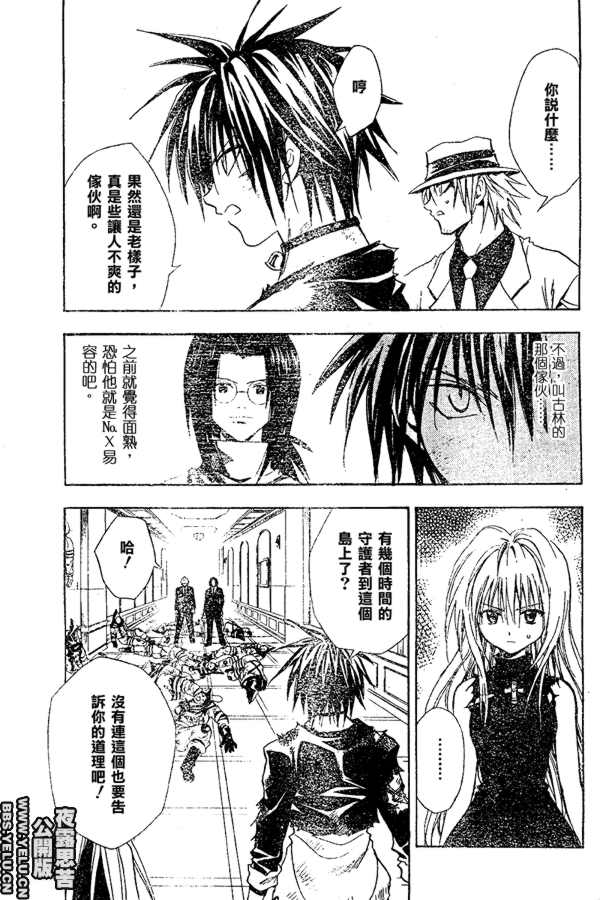 你說什麼……
哼
果然還是老樣子，
真是些讓人不爽的
傢伙啊。
不過，叫古林的
那個傢伙……
之前就覺得面熟，
恐怕他就是No.X易
容的吧。
有幾個時間的
守護者到這個
島上了？
哈！
沒有連這個也要告
訴你的道理吧！
……
夜露思苦
公開版
WWW.YELU.CN
BBS.YELU.CN